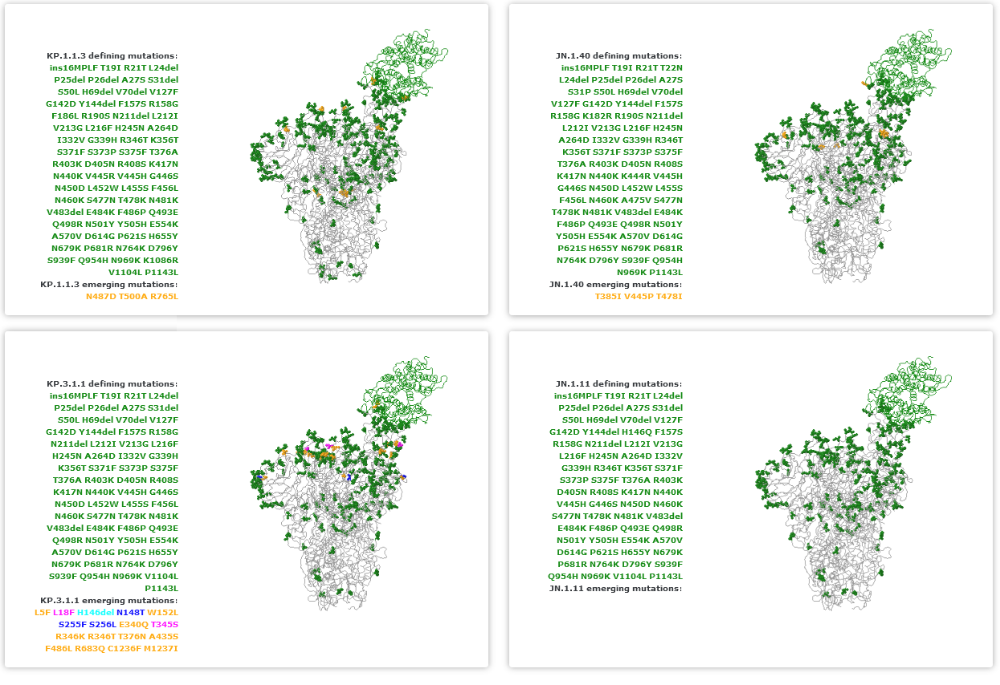 KP.1.1.3 defining mutations:
ins16MPLF T19I R21T L24del
P25del P26del A27S S31del
S50L H69del V70del V127F
G142D Y144del F157S R158G
F186L R190S N211del L212I
V213G L216F H245N A264D
I332V G339H R346T K356T
S371F S373P S375F T376A
R403K D405N R408S K417N
N440K V445R V445H G446S
N450D L452W L455S F456L
N460K S477N T478K N481K
V483del E484K F486P Q493E
Q498R N501Y Y505H E554K
A570V D614G P621S H655Y
N679K P681R N764K D796Y
S939F Q954H N969K K1086R
V1104L P1143L
KP.1.1.3 emerging mutations:
N487D T500A R765L
JN.1.40 defining mutations:
ins16MPLF T19I R21T T22N
L24del P25del P26del A27S
S31P S50L H69del V70del
V127F G142D Y144del F157S
R158G K182R R190S N211del
L212I V213G L216F H245N
A264D I332V G339H R346T
K356T S371F S373P S375F
T376A R403K D405N R408S
K417N N440K K444R V445H
G446S N450D L452W L455S
F456L N460K A475V S477N
T478K N481K V483del E484K
F486P Q493E Q498R N501Y
Y505H E554K A570V D614G
P621S H655Y N679K P681R
N764K D796Y S939F Q954H
N969K P1143L
JN.1.40 emerging mutations:
T385I V445P T478I
KP.3.1.1 defining mutations:
ins16MPLF T19I R21T L24del
P25del P26del A27S S31del
S50L H69del V70del V127F
G142D Y144del F157S R158G
N211del L212I V213G L216F
H245N A264D I332V G339H
K356T S371F S373P S375F
T376A R403K D405N R408S
K417N N440K V445H G446S
N450D L452W L455S F456L
N460K S477N T478K N481K
V483del E484K F486P Q493E
Q498R N501Y Y505H E554K
A570V D614G P621S H655Y
N679K P681R N764K D796Y
S939F Q954H N969K V1104L
P1143L
KP.3.1.1 emerging mutations:
L5F L18F H146del N148T W152L
S255F S256L E340Q T345S
R346K R346T T376N A435S
F486L R683Q C1236F M1237I
JN.1.11 defining mutations:
ins16MPLF T19I R21T L24del
P25del P26del A27S S31del
S50L H69del V70del V127F
G142D Y144del H146Q F157S
R158G N211del L212I V213G
L216F H245N A264D I332V
G339H R346T K356T S371F
S373P S375F T376A R403K
D405N R408S K417N N440K
V445H G446S N450D N460K
S477N T478K N481K V483del
E484K F486P Q493E Q498R
N501Y Y505H E554K A570V
D614G P621S H655Y N679K
P681R N764K D796Y S939F
Q954H N969K V1104L P1143L
JN.1.11 emerging mutations: